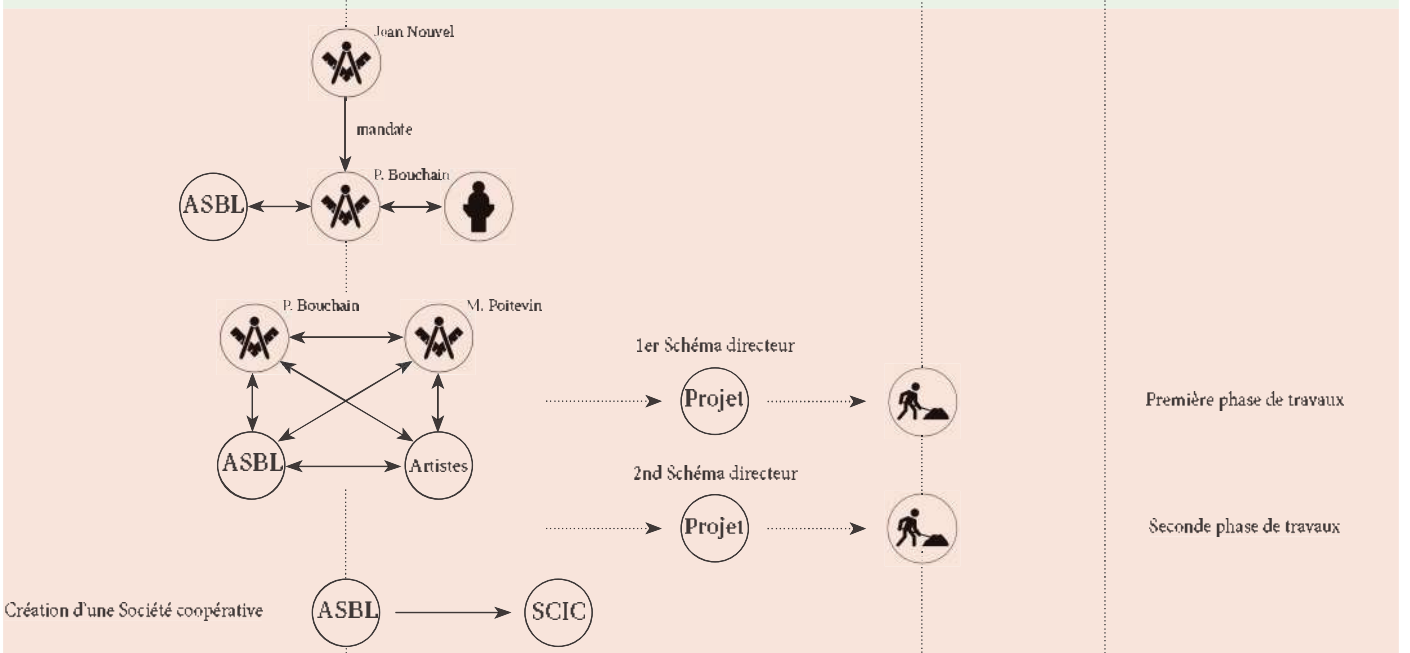 Jean Nouvel
mandate
P. Bouchain
ASBL
P. Bouchain
M. Poitevin
1er Schéma directeur
Projet
Première phase de travaux
ASBL
Artistes
2nd Schéma directeur
Projet
Seconde phase de travaux
Création d'une Société coopérative
ASBL
SCIC